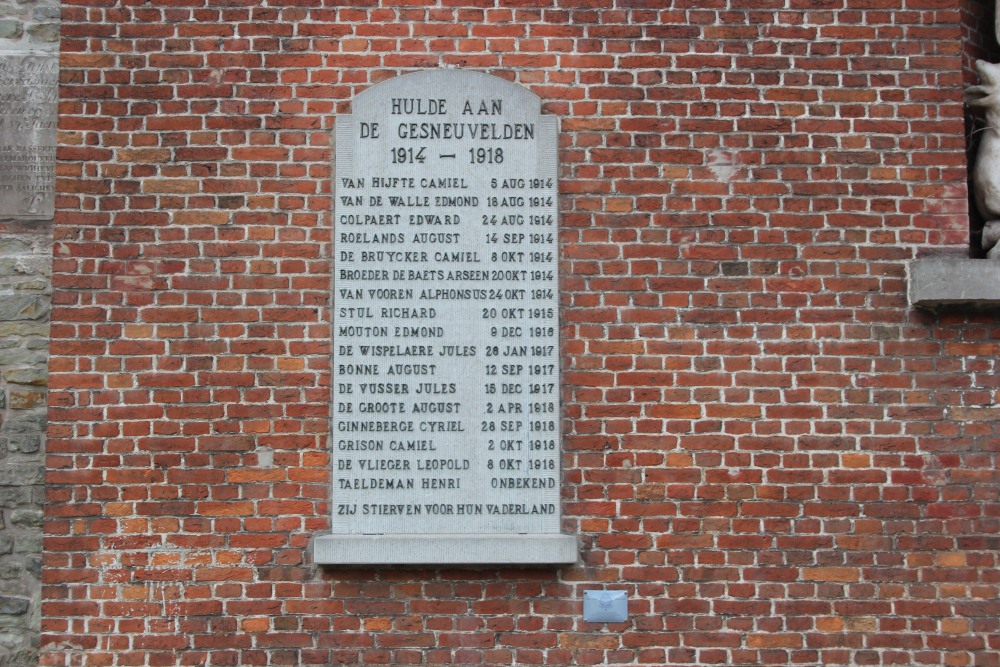 HULDE AAN
DE GESNEUVELDEN
1914 — 1918
VAN HIJFTE CAMIEL 5 AUG 1914
VAN DE WALLE EDMOND 18 AUG 1914
COLPAERT EDWARD 24 AUG 1914
ROELANDS AUGUST 14 SEP 1914
DE BRUYCKER CAMIEL 8 OKT 1914
BROEDER DE BAETS ARSEEN 20 OKT 1914
VAN VOOREN ALPHONSUS 24 OKT 1914
STUL RICHARD 20 OKT 1915
MOUTON EDMOND 9 DEC 1916
DE WISPELAERE JULES 28 JAN 1917
BONNE AUGUST 12 SEP 1917
DE VUSSER JULES 15 DEC 1917
DE GROOTE AUGUST 2 APR 1918
GINNEBERGE CYRIEL 28 SEP 1918
GRISON CAMIEL 2 OKT 1918
DE VLIEGER LEOPOLD 8 OKT 1918
TAELDEMAN HENRI ONBEKEND
ZIJ STIERVEN VOOR HUN VADERLAND